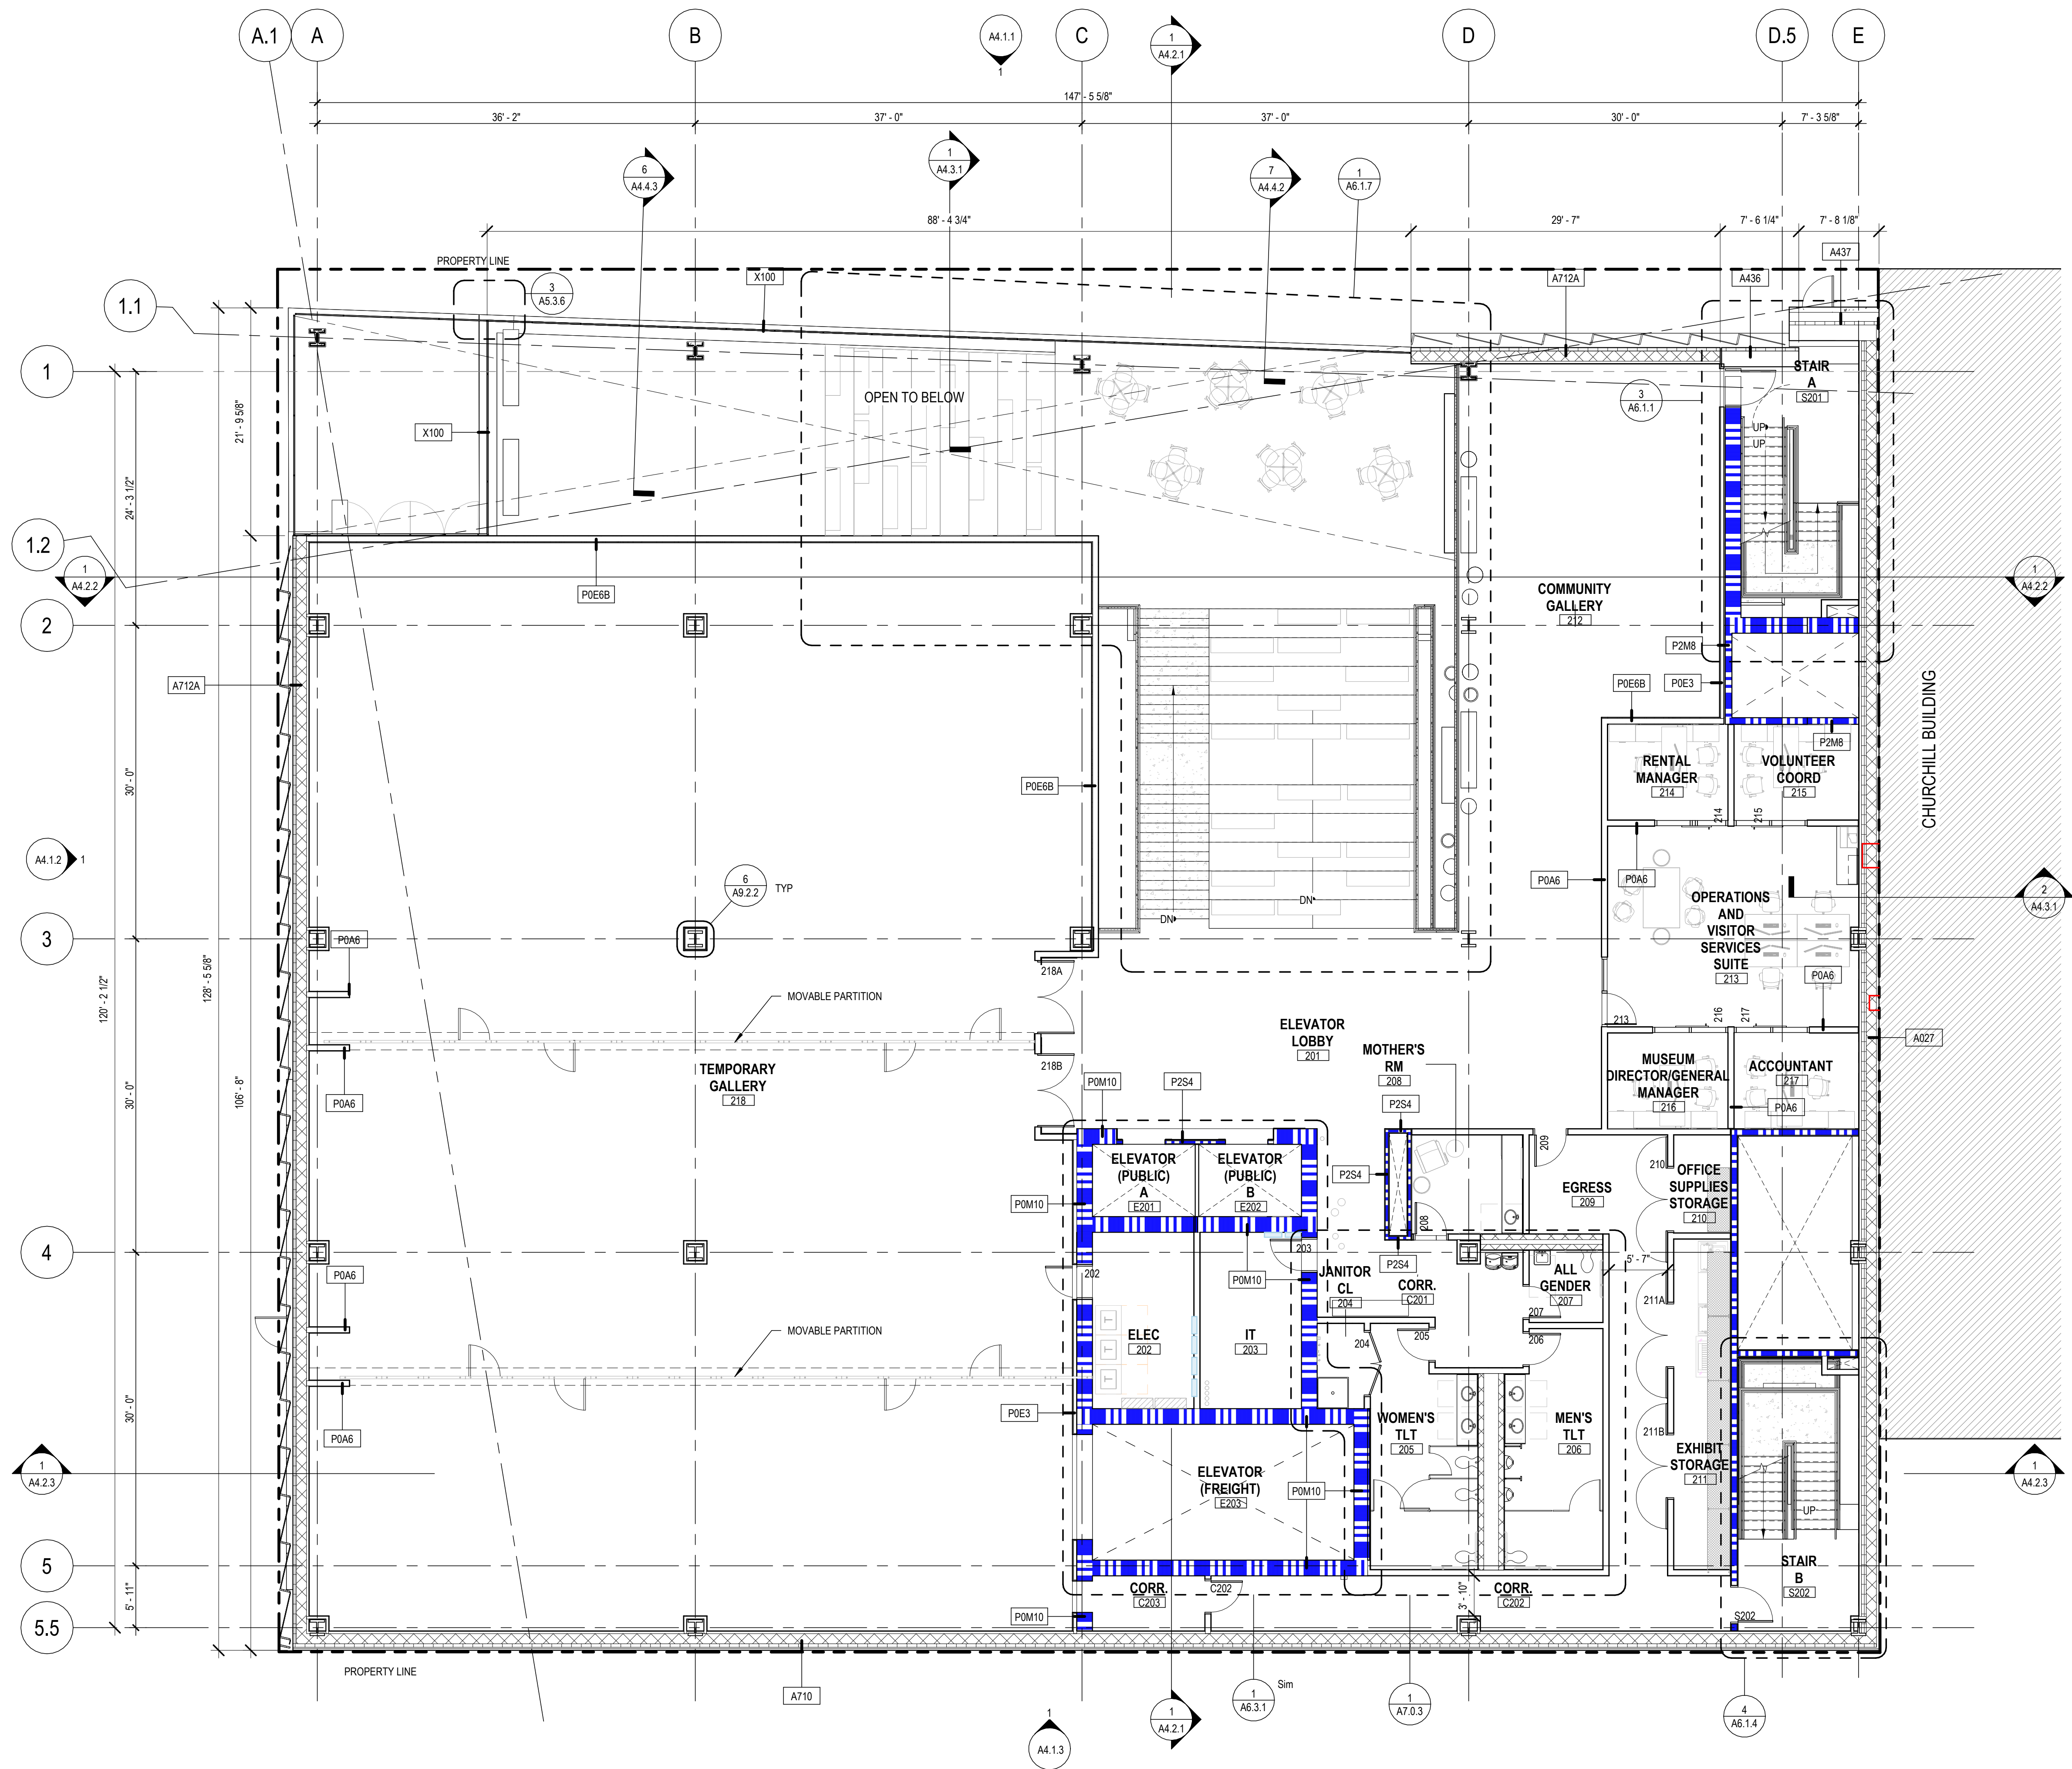 A.1
A
B
C
D
D.5
E
A4.1.1
1
1
A4.2.1
147' - 5 5/8"
36' - 2"
37' - 0"
37' - 0"
30' - 0"
7' - 3 5/8"
6
A4.4.3
1
A4.3.1
7
A4.4.2
1
A6.1.7
88' - 4 3/4"
29' - 7"
7' - 6 1/4"
7' - 8 1/8"
PROPERTY LINE
3
A5.3.6
X100
A712A
A436
A437
1.1
1
1.2
1
A4.2.2
2
3
4
5
5.5
21' - 9 5/8"
24' - 3 1/2"
30' - 0"
30' - 0"
30' - 0"
5' - 11"
120' - 2 1/2"
128' - 5 5/8"
106' - 8"
X100
OPEN TO BELOW
3
A6.1.1
STAIR
A
S201
UP
UP
P0E6B
COMMUNITY
GALLERY
212
1
A4.2.2
P2M8
P0E3
P0E6B
A712A
P2M8
CHURCHILL BUILDING
P0E6B
RENTAL
MANAGER
214
VOLUNTEER
COORD
215
214
215
A4.1.2
1
6
A9.2.2
TYP
P0A6
P0A6
OPERATIONS
AND
VISITOR
SERVICES
SUITE
213
2
A4.3.1
DN
DN
P0A6
P0A6
218A
MOVABLE PARTITION
213
216
217
ELEVATOR
LOBBY
201
MOTHER'S
RM
208
A027
218B
TEMPORARY
GALLERY
218
P0M10
P2S4
P2S4
MUSEUM
DIRECTOR/GENERAL
MANAGER
216
ACCOUNTANT
217
P0A6
P0A6
ELEVATOR
(PUBLIC)
A
E201
ELEVATOR
(PUBLIC)
B
E202
P0M10
P2S4
209
210
208
EGRESS
209
OFFICE
SUPPLIES
STORAGE
210
203
202
P0A6
P0M10
P2S4
JANITOR
CL
204
CORR.
C201
ALL
GENDER
207
5' - 7"
207
211A
MOVABLE PARTITION
ELEC
202
IT
203
204
205
206
P0A6
P0E3
WOMEN'S
TLT
205
MEN'S
TLT
206
211B
EXHIBIT
STORAGE
211
1
A4.2.3
ELEVATOR
(FREIGHT)
E203
P0M10
1
A4.2.3
UP
STAIR
B
S202
CORR.
C203
C202
3' - 10"
CORR.
C202
P0M10
S202
PROPERTY LINE
A710
1
A6.3.1
Sim
1
A7.0.3
4
A6.1.4
1
A4.1.3
1
A4.2.1
T
T
T